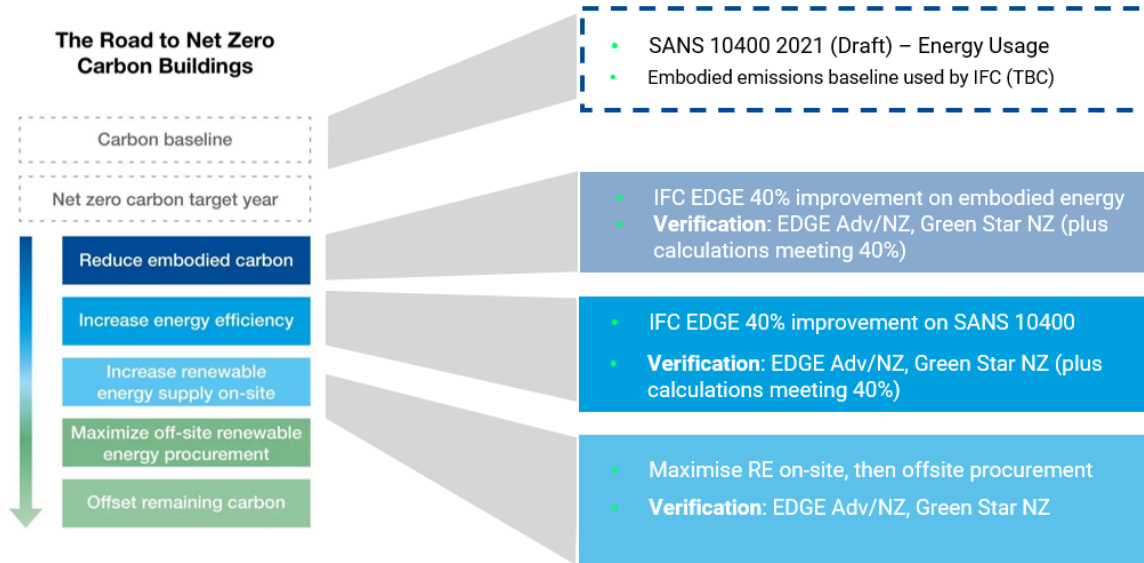 The Road to Net Zero
Carbon Buildings
Carbon baseline
Net zero carbon target year
Reduce embodied carbon
Increase energy efficiency
Increase renewable
energy supply on-site
Maximize off-site renewable
energy procurement
Offset remaining carbon
• SANS 10400 2021 (Draft) – Energy Usage
• Embodied emissions baseline used by IFC (TBC)
• IFC EDGE 40% improvement on embodied energy
• Verification: EDGE Adv/NZ, Green Star NZ (plus
calculations meeting 40%)
• IFC EDGE 40% improvement on SANS 10400
• Verification: EDGE Adv/NZ, Green Star NZ (plus
calculations meeting 40%)
• Maximise RE on-site, then offsite procurement
• Verification: EDGE Adv/NZ, Green Star NZ